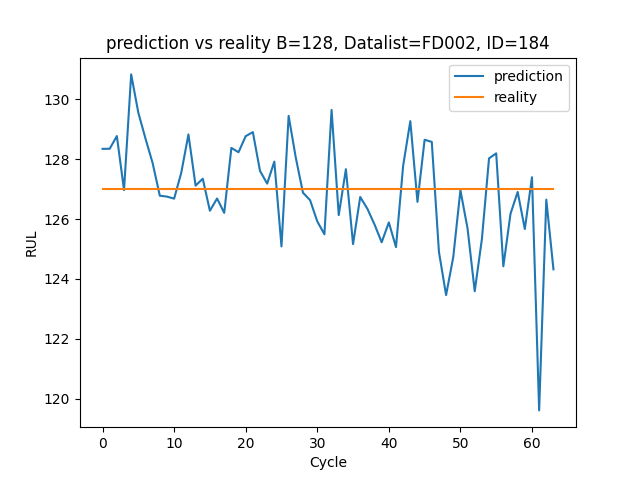 prediction vs reality B=128, Datalist=FD002, ID=184
prediction
reality
130
128
126
124
122
120
RUL
0 10 20 30 40 50 60
Cycle